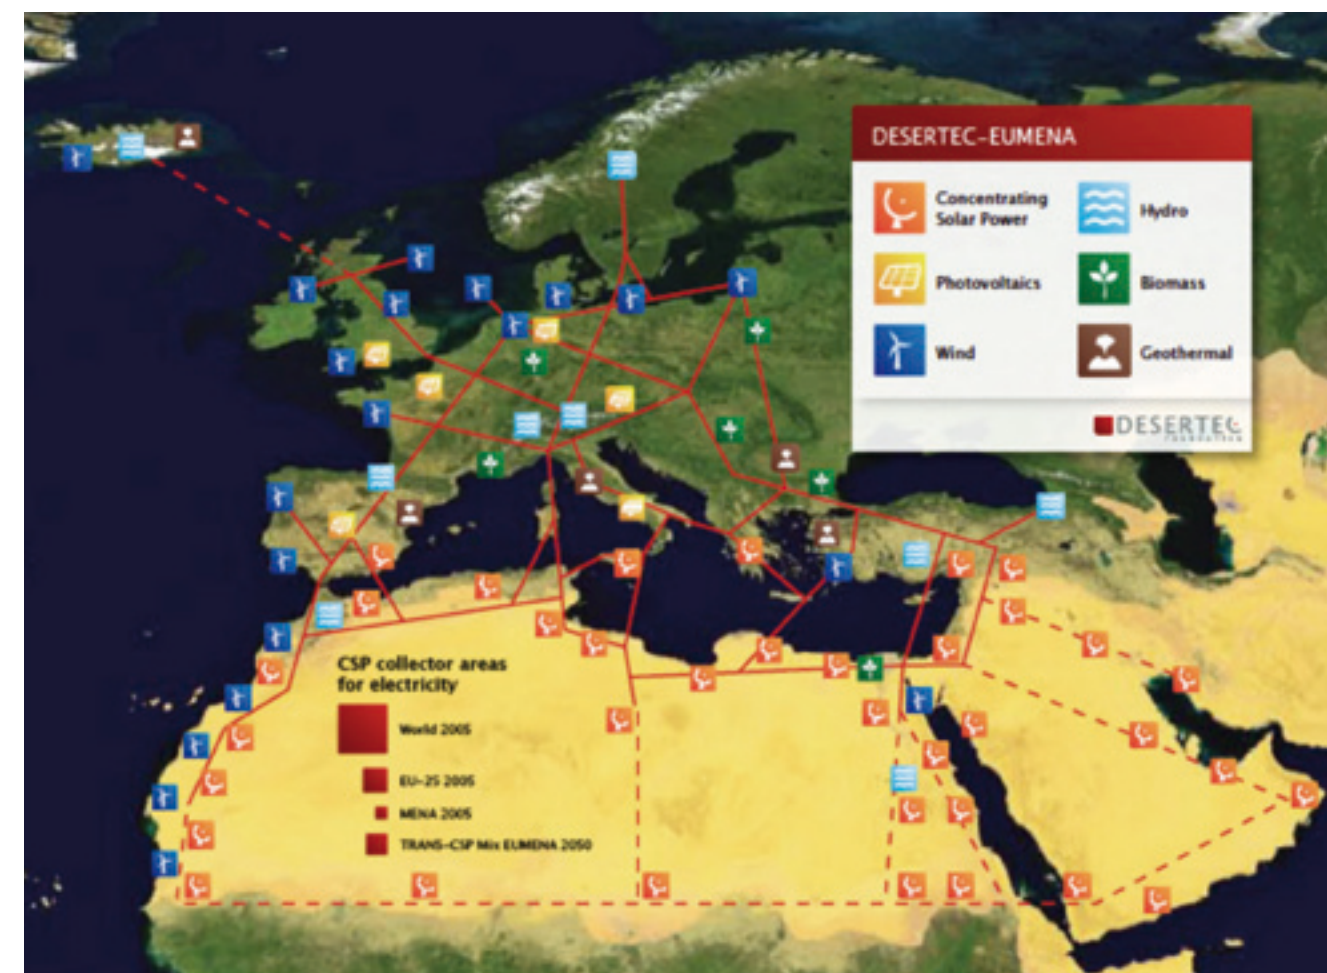 DESERTEC-EUMENA
Concentrating
Solar Power
Hydro
Photovoltaics
Biomass
Wind
Geothermal
DESERTEC
FOUNDATION
CSP collector areas
for electricity
World 2005
EU-25 2005
MENA 2005
TRANS-CSP Mix EUMENA 2050